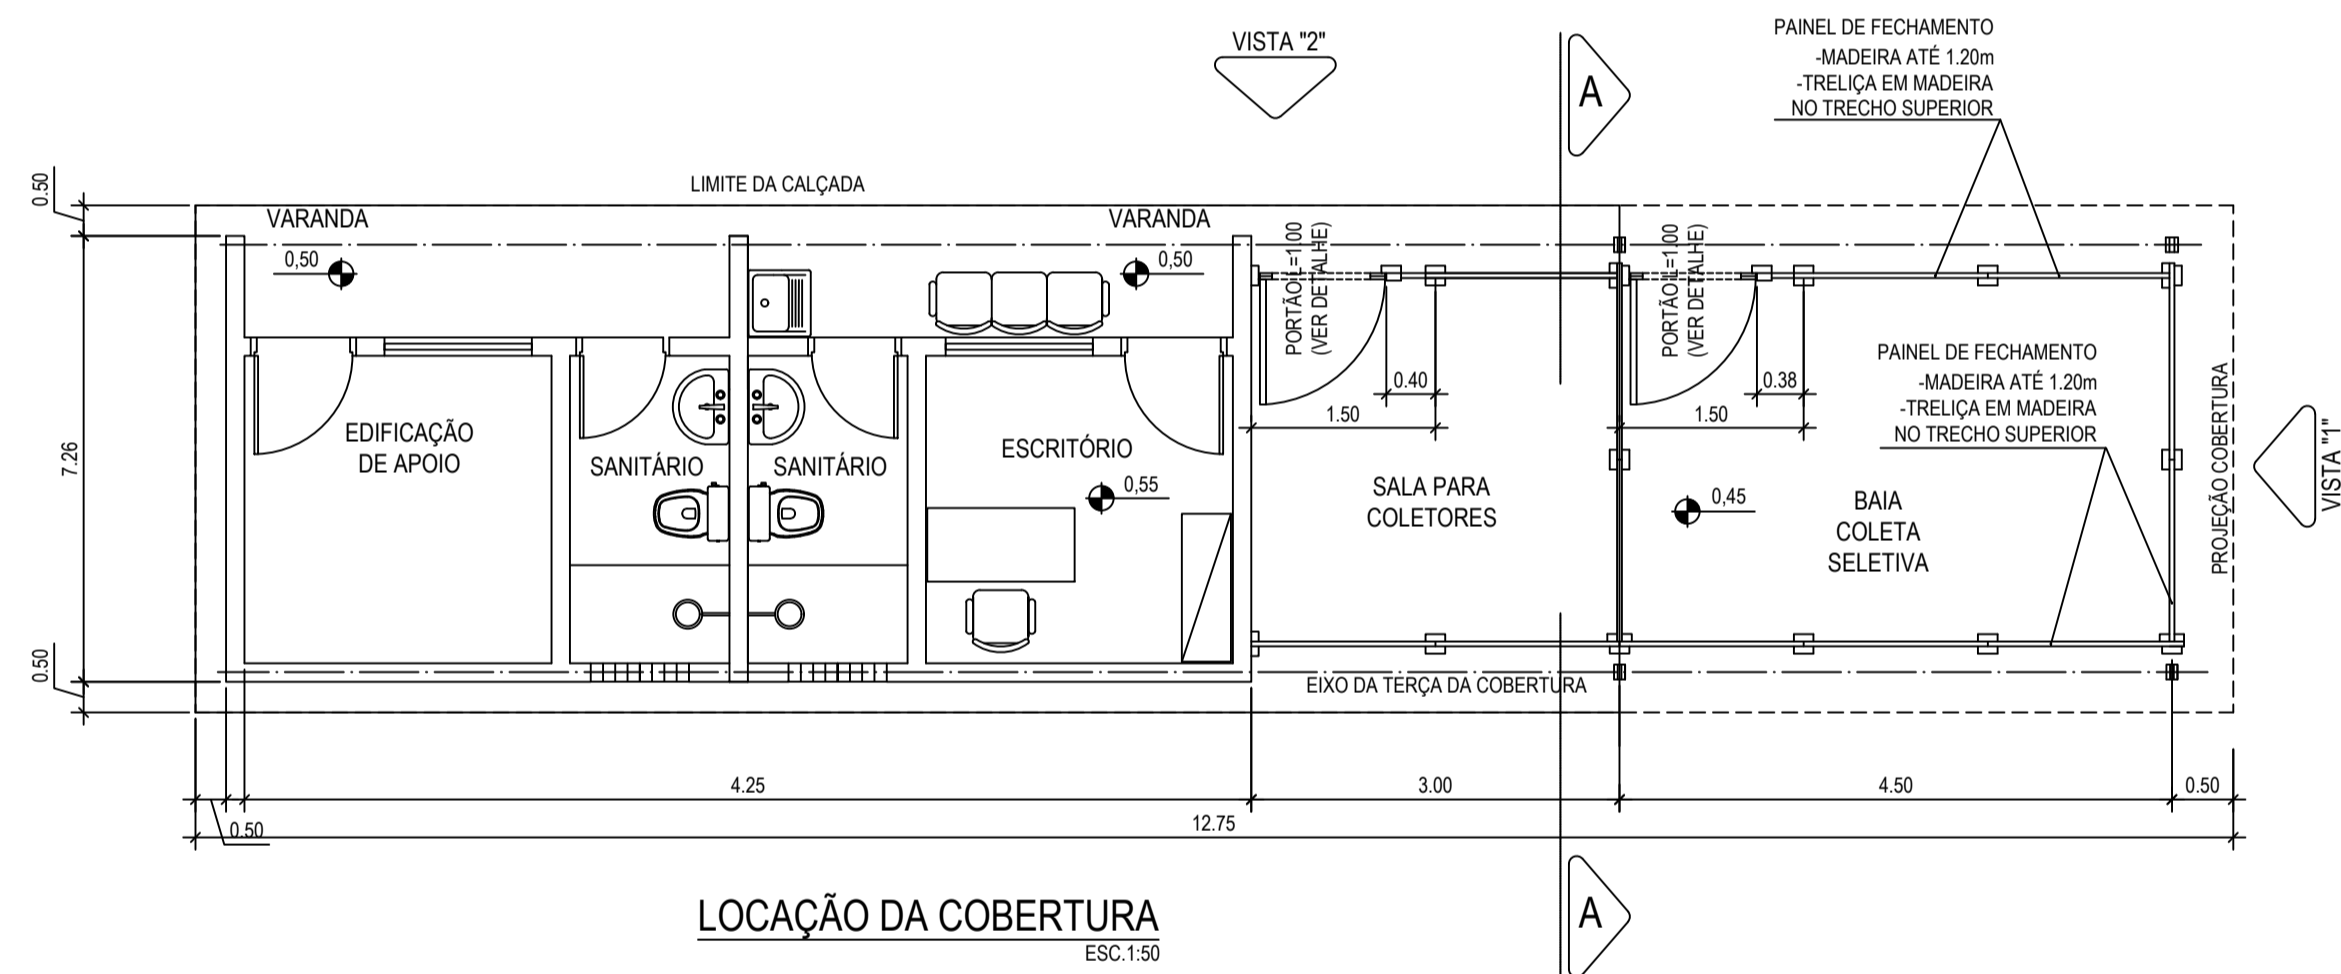 VISTA "2"
A
PAINEL DE FECHAMENTO
-MADEIRA ATÉ 1.20m
-TRELIÇA EM MADEIRA
NO TRECHO SUPERIOR
0.50
LIMITE DA CALÇADA
VARANDA
VARANDA
0,50
0,50
PORTÃO L=1.00
(VER DETALHE)
PORTÃO L=1.00
(VER DETALHE)
PAINEL DE FECHAMENTO
-MADEIRA ATÉ 1.20m
-TRELIÇA EM MADEIRA
NO TRECHO SUPERIOR
0.40
1.50
0.38
1.50
7.26
EDIFICAÇÃO
DE APOIO
SANITÁRIO
SANITÁRIO
ESCRITÓRIO
0,55
SALA PARA
COLETORES
0,45
BAIA
COLETA
SELETIVA
PROJEÇÃO COBERTURA
VISTA "1"
0.50
EIXO DA TERÇA DA COBERTURA
4.25
3.00
4.50
0.50
0.50
12.75
LOCAÇÃO DA COBERTURA
ESC.1:50
A